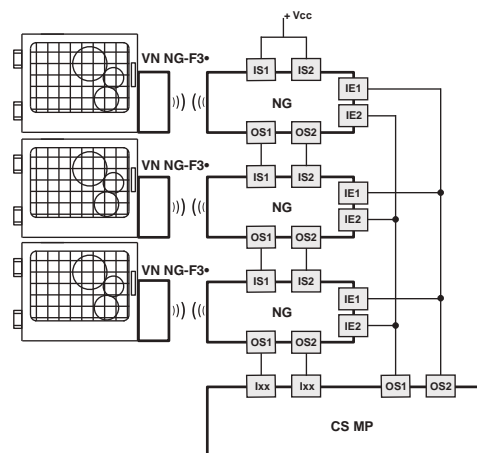 + Vcc
VN NG-F3•
IS1 IS2
IE1
NG
IE2
OS1 OS2
VN NG-F3•
IS1 IS2
IE1
NG
IE2
OS1 OS2
VN NG-F3•
IS1 IS2
IE1
NG
IE2
OS1 OS2
Ixx Ixx OS1 OS2
CS MP